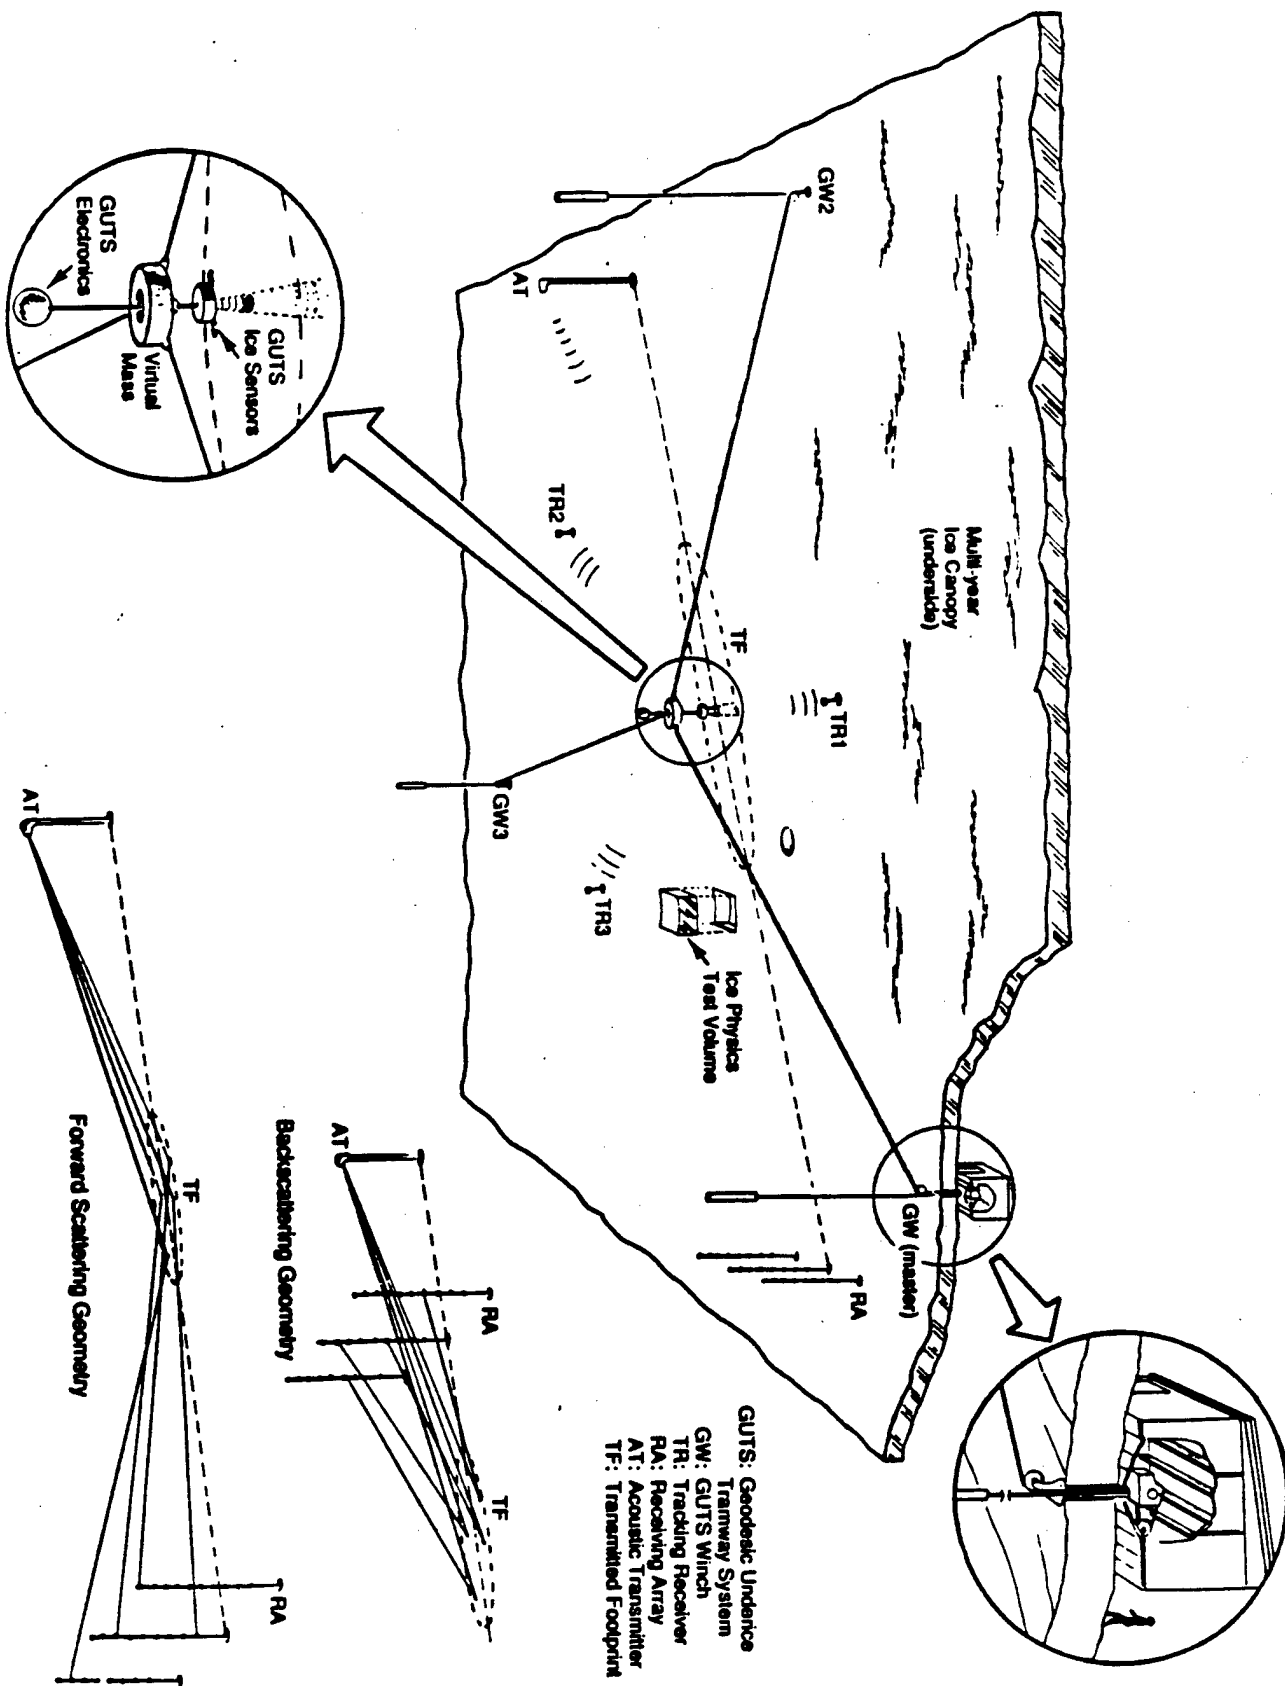 Multi-year
Ice Canopy
(underside)
GW2
AT
TR2
TF
TR1
GW3
TR3
Ice Physics
Test Volume
GW (master)
RA
GUTS
Electronics
Virtual
Mass
GUTS
Ice Sensors
GUTS: Geodesic Underice
Tramway System
GW: GUTS Winch
TR: Tracking Receiver
RA: Receiving Array
AT: Acoustic Transmitter
TF: Transmitted Footprint
AT
RA
TF
Backscattering Geometry
AT
TF
RA
Forward Scattering Geometry